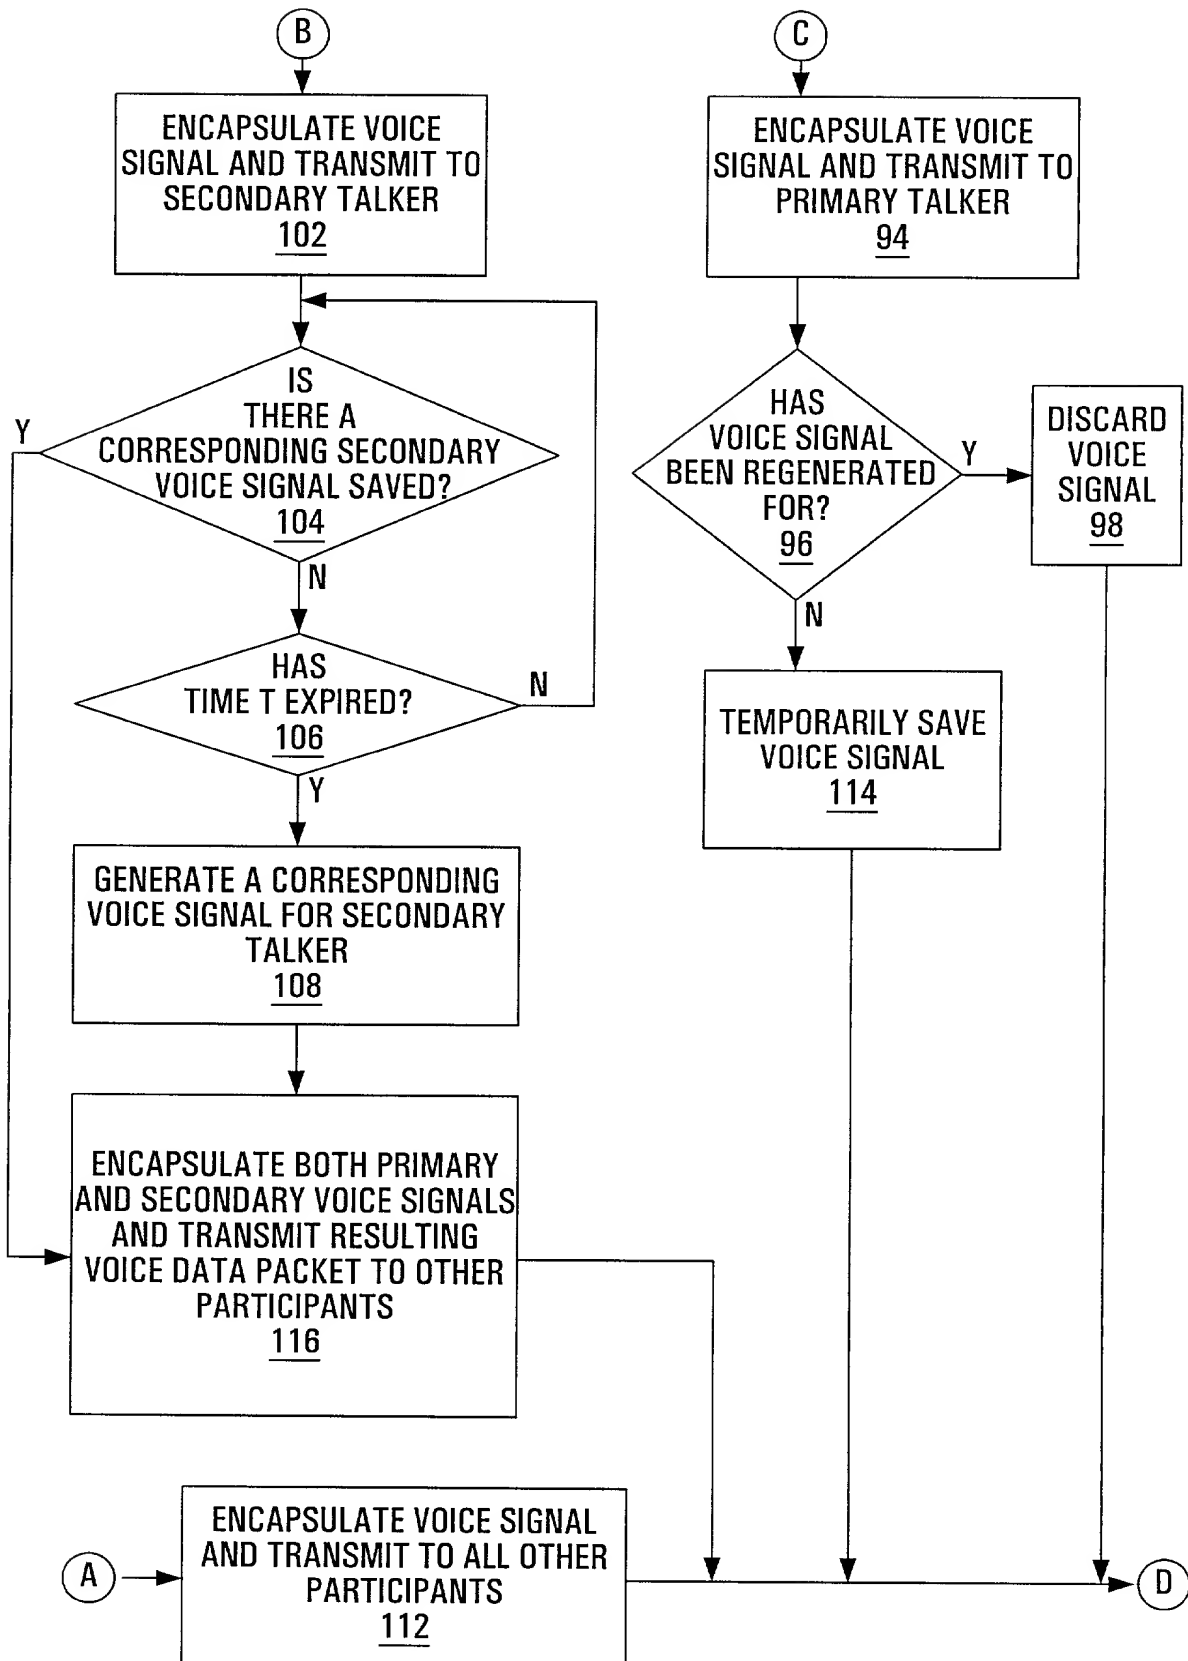 B
ENCAPSULATE VOICE
SIGNAL AND TRANSMIT TO
SECONDARY TALKER
102
IS
THERE A
CORRESPONDING SECONDARY
VOICE SIGNAL SAVED?
104
Y
N
HAS
TIME T EXPIRED?
106
N
Y
GENERATE A CORRESPONDING
VOICE SIGNAL FOR SECONDARY
TALKER
108
ENCAPSULATE BOTH PRIMARY
AND SECONDARY VOICE SIGNALS
AND TRANSMIT RESULTING
VOICE DATA PACKET TO OTHER
PARTICIPANTS
116
C
ENCAPSULATE VOICE
SIGNAL AND TRANSMIT TO
PRIMARY TALKER
94
HAS
VOICE SIGNAL
BEEN REGENERATED
FOR?
96
Y
DISCARD
VOICE
SIGNAL
98
N
TEMPORARILY SAVE
VOICE SIGNAL
114
A
ENCAPSULATE VOICE SIGNAL
AND TRANSMIT TO ALL OTHER
PARTICIPANTS
112
D